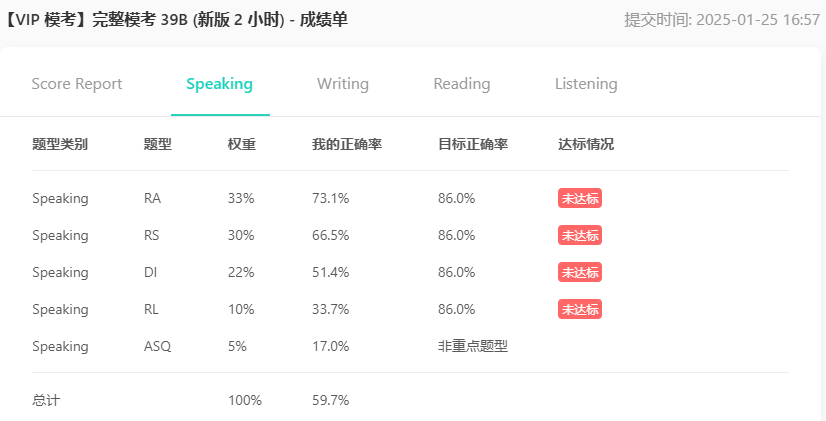 【VIP 模考】完整模考 39B (新版 2 小时) - 成绩单 提交时间: 2025-01-25 16:57
Score Report Speaking Writing Reading Listening
题型类别 题型 权重 我的正确率 目标正确率 达标情况
Speaking RA 33% 73.1% 86.0% 未达标
Speaking RS 30% 66.5% 86.0% 未达标
Speaking DI 22% 51.4% 86.0% 未达标
Speaking RL 10% 33.7% 86.0% 未达标
Speaking ASQ 5% 17.0% 非重点题型
总计 100% 59.7%